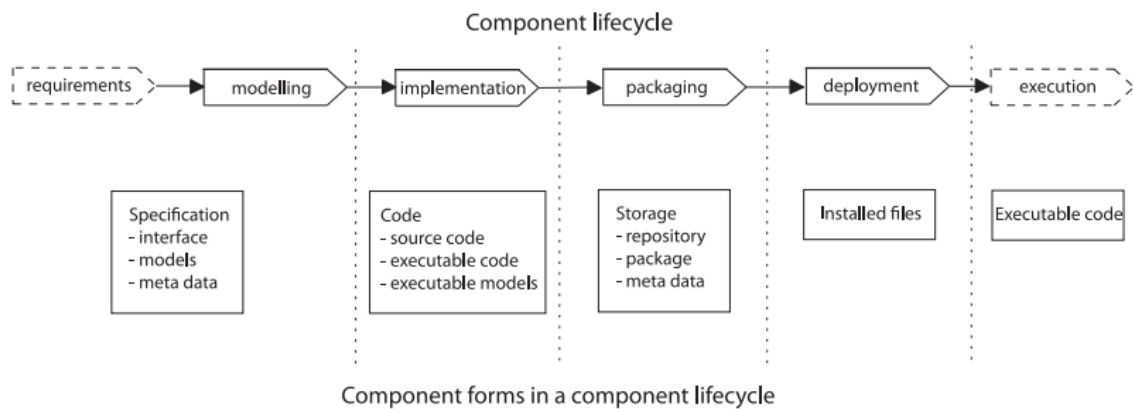 Component lifecycle
requirements
modelling
implementation
packaging
deployment
execution
Specification
- interface
- models
- meta data
Code
- source code
- executable code
- executable models
Storage
- repository
- package
- meta data
Installed files
Executable code
Component forms in a component lifecycle